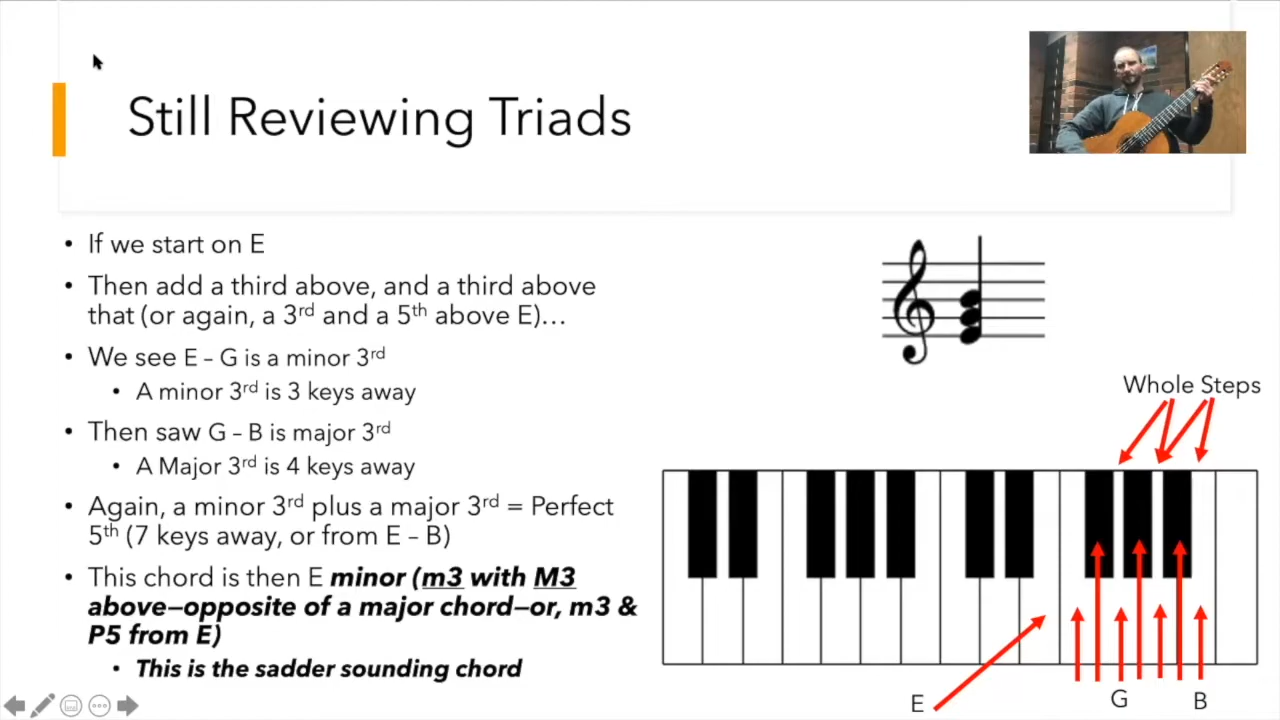 Still Reviewing Triads
• If we start on E
• Then add a third above, and a third above
that (or again, a 3rd and a 5th above E)…
• We see E – G is a minor 3rd
• A minor 3rd is 3 keys away
• Then saw G – B is major 3rd
• A Major 3rd is 4 keys away
• Again, a minor 3rd plus a major 3rd = Perfect
5th (7 keys away, or from E – B)
• This chord is then E minor (m3 with M3
above—opposite of a major chord—or, m3 &
P5 from E)
• This is the sadder sounding chord
Whole Steps
E
G
B